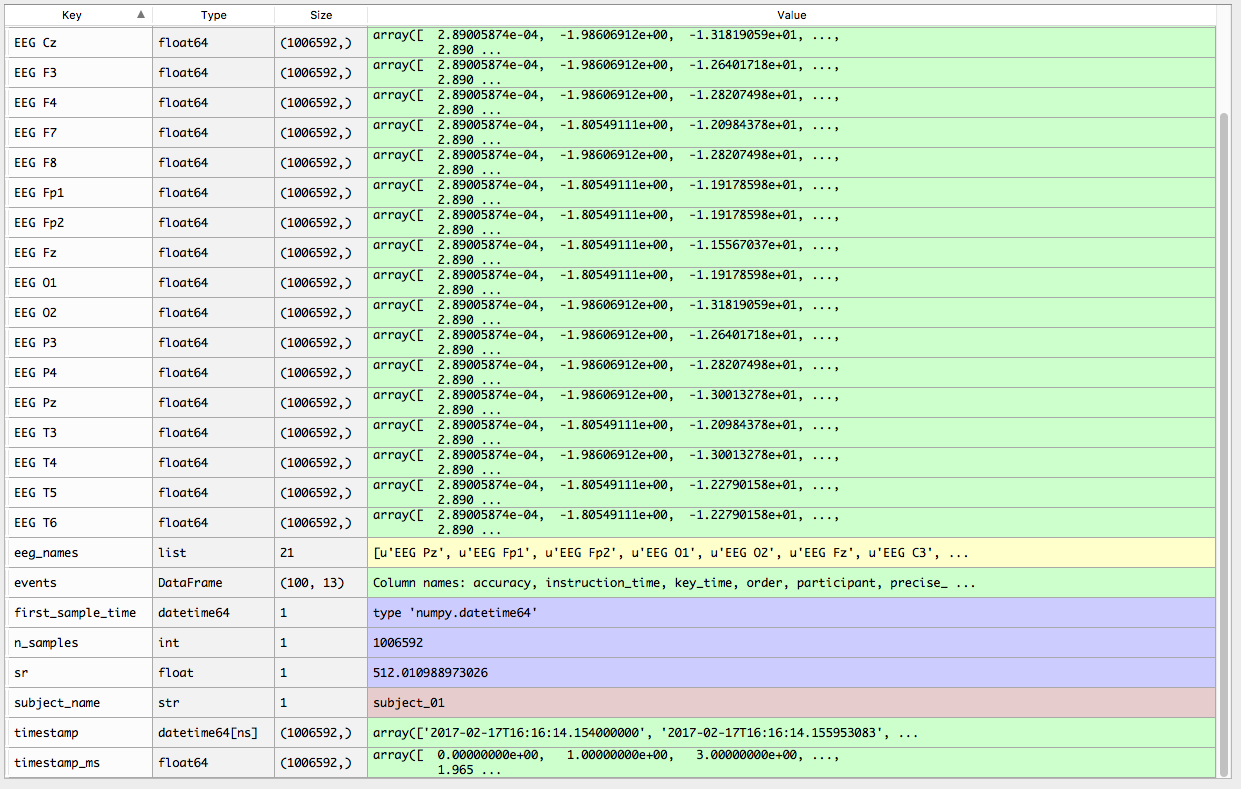 Key ▲ Type Size Value
EEG Cz float64 (1006592,) array([ 2.89005874e-04, -1.98606912e+00, -1.31819059e+01, ...,
2.890 ...
EEG F3 float64 (1006592,) array([ 2.89005874e-04, -1.98606912e+00, -1.26401718e+01, ...,
2.890 ...
EEG F4 float64 (1006592,) array([ 2.89005874e-04, -1.98606912e+00, -1.28207498e+01, ...,
2.890 ...
EEG F7 float64 (1006592,) array([ 2.89005874e-04, -1.80549111e+00, -1.20984378e+01, ...,
2.890 ...
EEG F8 float64 (1006592,) array([ 2.89005874e-04, -1.98606912e+00, -1.28207498e+01, ...,
2.890 ...
EEG Fp1 float64 (1006592,) array([ 2.89005874e-04, -1.80549111e+00, -1.19178598e+01, ...,
2.890 ...
EEG Fp2 float64 (1006592,) array([ 2.89005874e-04, -1.80549111e+00, -1.19178598e+01, ...,
2.890 ...
EEG Fz float64 (1006592,) array([ 2.89005874e-04, -1.80549111e+00, -1.15567037e+01, ...,
2.890 ...
EEG O1 float64 (1006592,) array([ 2.89005874e-04, -1.80549111e+00, -1.19178598e+01, ...,
2.890 ...
EEG O2 float64 (1006592,) array([ 2.89005874e-04, -1.98606912e+00, -1.31819059e+01, ...,
2.890 ...
EEG P3 float64 (1006592,) array([ 2.89005874e-04, -1.98606912e+00, -1.26401718e+01, ...,
2.890 ...
EEG P4 float64 (1006592,) array([ 2.89005874e-04, -1.98606912e+00, -1.28207498e+01, ...,
2.890 ...
EEG Pz float64 (1006592,) array([ 2.89005874e-04, -1.98606912e+00, -1.30013278e+01, ...,
2.890 ...
EEG T3 float64 (1006592,) array([ 2.89005874e-04, -1.80549111e+00, -1.20984378e+01, ...,
2.890 ...
EEG T4 float64 (1006592,) array([ 2.89005874e-04, -1.98606912e+00, -1.30013278e+01, ...,
2.890 ...
EEG T5 float64 (1006592,) array([ 2.89005874e-04, -1.80549111e+00, -1.22790158e+01, ...,
2.890 ...
EEG T6 float64 (1006592,) array([ 2.89005874e-04, -1.80549111e+00, -1.22790158e+01, ...,
2.890 ...
eeg_names list 21 [u'EEG Pz', u'EEG Fp1', u'EEG Fp2', u'EEG O1', u'EEG O2', u'EEG Fz', u'EEG C3', ...
events DataFrame (100, 13) Column names: accuracy, instruction_time, key_time, order, participant, precise_ ...
first_sample_time datetime64 1 type 'numpy.datetime64'
n_samples int 1 1006592
sr float 1 512.010988973026
subject_name str 1 subject_01
timestamp datetime64[ns] (1006592,) array(['2017-02-17T16:16:14.154000000', '2017-02-17T16:16:14.155953083', ...
timestamp_ms float64 (1006592,) array([ 0.00000000e+00, 1.00000000e+00, 3.00000000e+00, ...,
1.965 ...